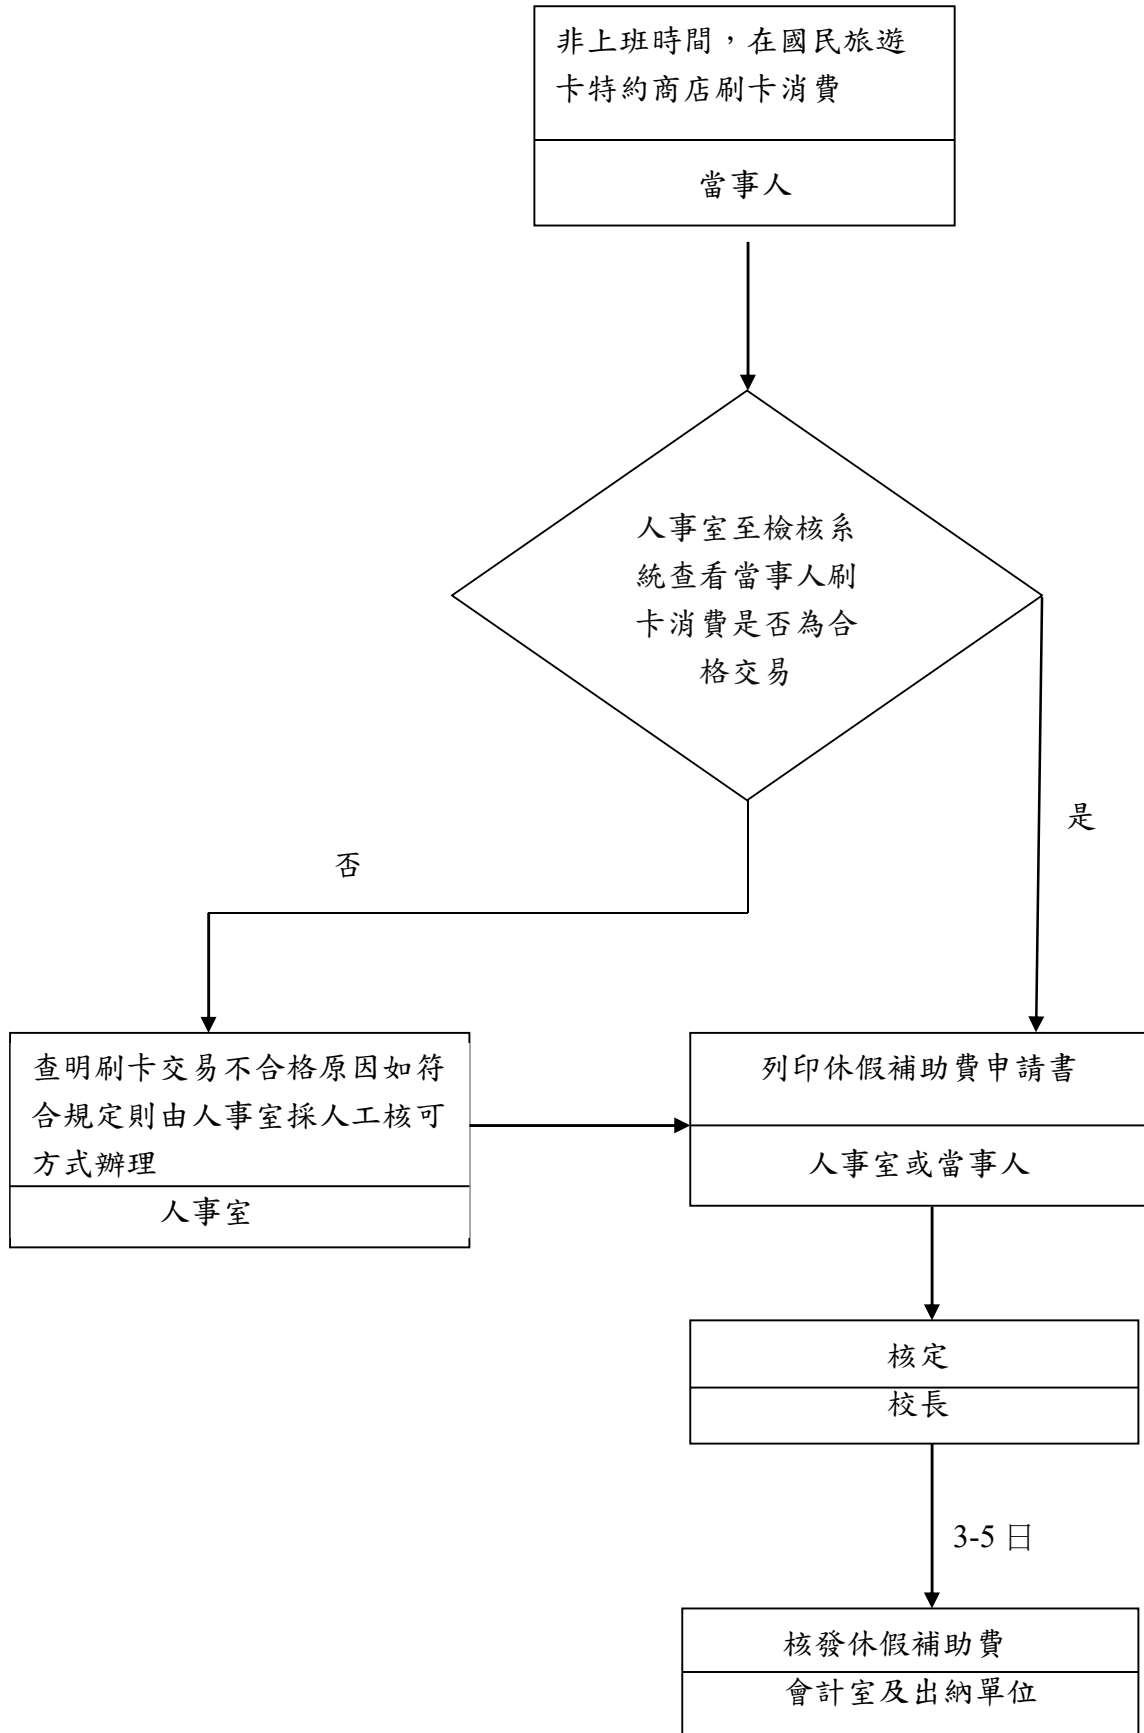 非上班時間，在國民旅遊
卡特約商店刷卡消費
當事人
人事室至檢核系
統查看當事人刷
卡消費是否為合
格交易
是
否
查明刷卡交易不合格原因如符
合規定則由人事室採人工核可
方式辦理
人事室
列印休假補助費申請書
人事室或當事人
核定
校長
3-5 日
核發休假補助費
會計室及出納單位